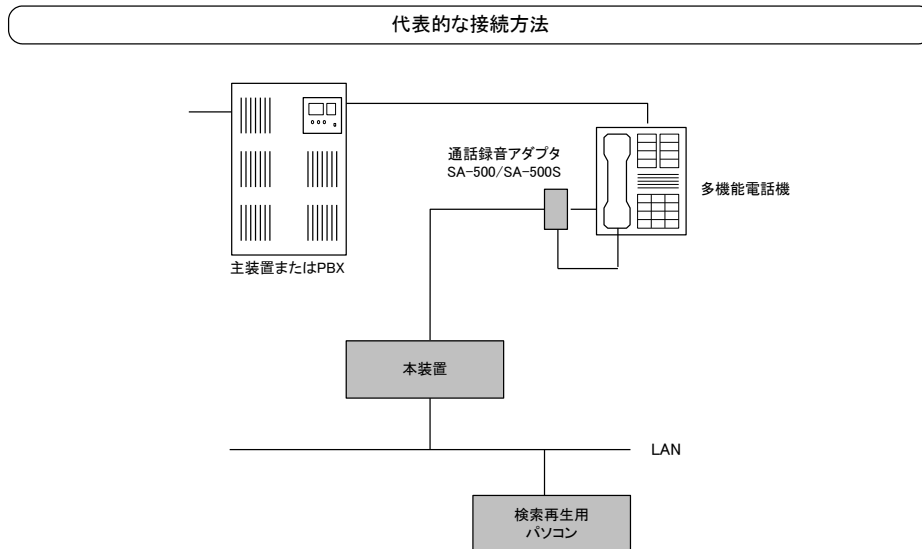 代表的な接続方法
通話録音アダプタ
SA-500/SA-500S
多機能電話機
主装置またはPBX
本装置
LAN
検索再生用
パソコン